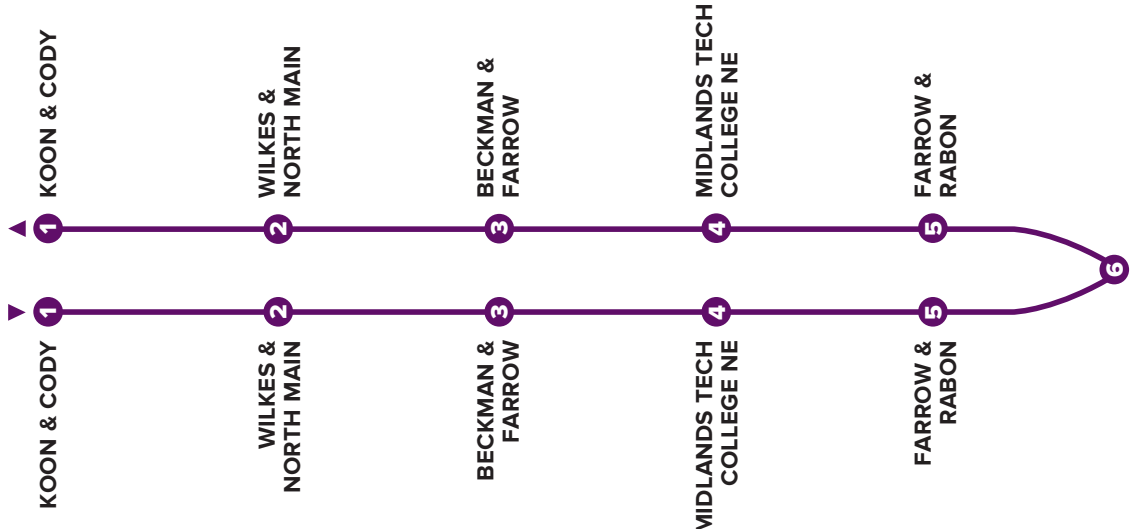 KOON & CODY
WILKES &
NORTH MAIN
BECKMAN &
FARROW
MIDLANDS TECH
COLLEGE NE
FARROW &
RABON
1
2
3
4
5
6
1
2
3
4
5
KOON & CODY
WILKES &
NORTH MAIN
BECKMAN &
FARROW
MIDLANDS TECH
COLLEGE NE
FARROW &
RABON